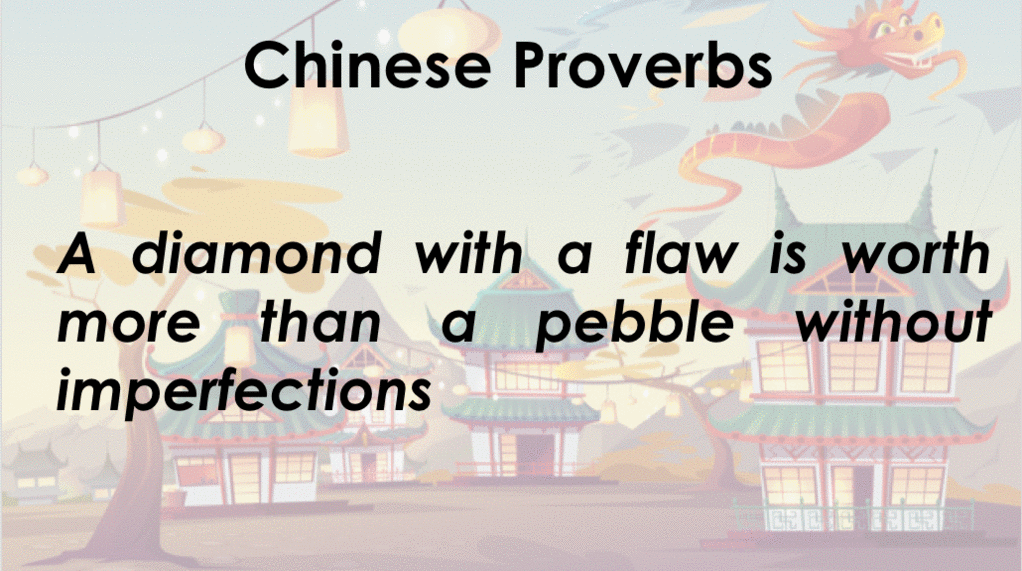 Chinese Proverbs
A diamond with a flaw is worth
more than a pebble without
imperfections